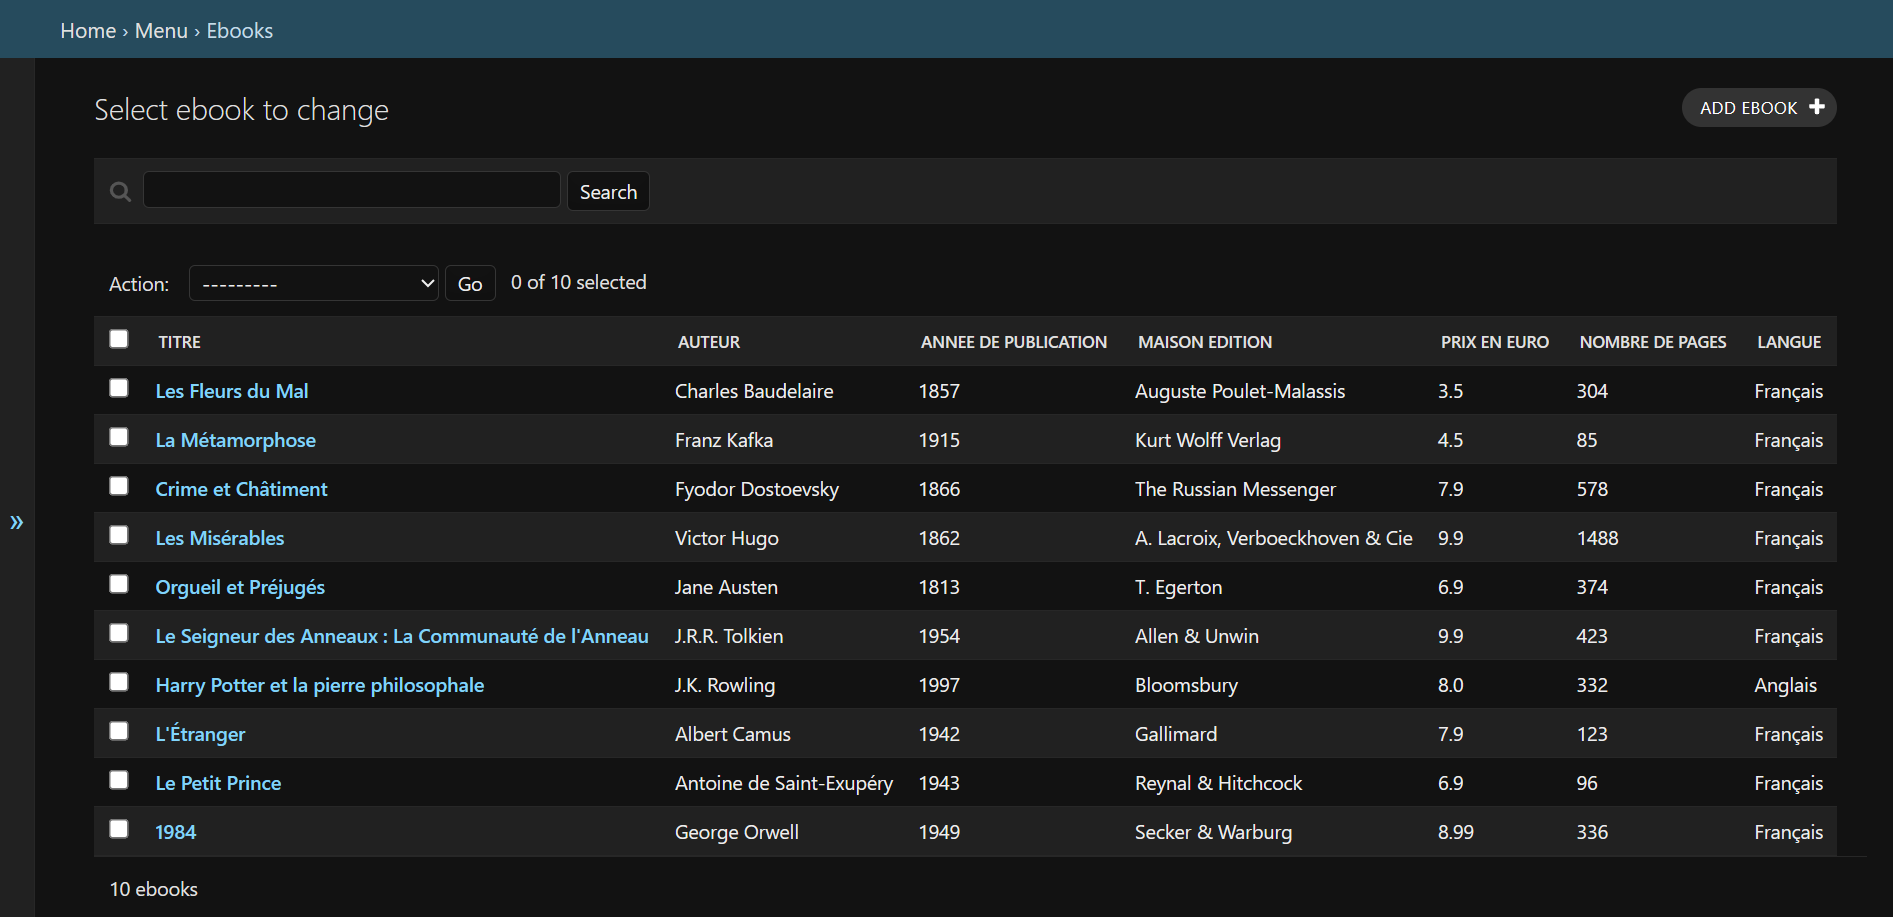 Home › Menu › Ebooks
Select ebook to change
ADD EBOOK
Search
Action: --------- Go 0 of 10 selected
TITRE AUTEUR ANNEE DE PUBLICATION MAISON EDITION PRIX EN EURO NOMBRE DE PAGES LANGUE
Les Fleurs du Mal Charles Baudelaire 1857 Auguste Poulet-Malassis 3.5 304 Français
La Métamorphose Franz Kafka 1915 Kurt Wolff Verlag 4.5 85 Français
Crime et Châtiment Fyodor Dostoevsky 1866 The Russian Messenger 7.9 578 Français
Les Misérables Victor Hugo 1862 A. Lacroix, Verboeckhoven & Cie 9.9 1488 Français
Orgueil et Préjugés Jane Austen 1813 T. Egerton 6.9 374 Français
Le Seigneur des Anneaux : La Communauté de l'Anneau J.R.R. Tolkien 1954 Allen & Unwin 9.9 423 Français
Harry Potter et la pierre philosophale J.K. Rowling 1997 Bloomsbury 8.0 332 Anglais
L'Étranger Albert Camus 1942 Gallimard 7.9 123 Français
Le Petit Prince Antoine de Saint-Exupéry 1943 Reynal & Hitchcock 6.9 96 Français
1984 George Orwell 1949 Secker & Warburg 8.99 336 Français
10 ebooks